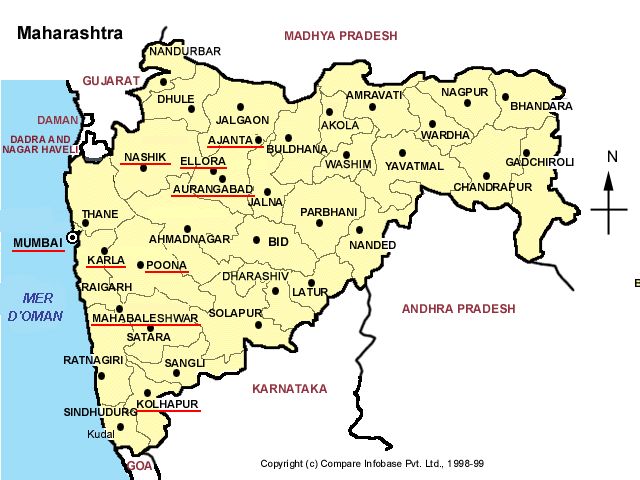 Maharashtra
MADHYA PRADESH
NANDURBAR
GUJARAT
DHULE
JALGAON
AMRAVATI
NAGPUR
BHANDARA
DAMAN
AKOLA
WARDHA
DADRA AND
NAGAR HAVELI
AJANTA
BULDHANA
NASHIK
ELLORA
WASHIM
YAVATMAL
GADCHIROLI
N
AURANGABAD
CHANDRAPUR
JALNA
THANE
PARBHANI
MUMBAI
AHMADNAGAR
BID
NANDED
KARLA
POONA
DHARASHIV
RAIGARH
LATUR
MER
D'OMAN
MAHABALESHWAR
SOLAPUR
ANDHRA PRADESH
SATARA
RATNAGIRI
SANGLI
KARNATAKA
SINDHUDURG
KOLHAPUR
Kudal
GOA
Copyright (c) Compare Infobase Pvt. Ltd., 1998-99